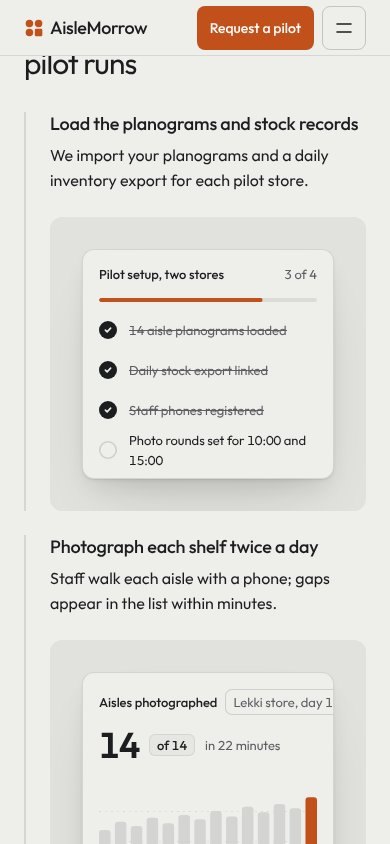 AisleMorrow
Request a pilot
pilot runs
Load the planograms and stock records
We import your planograms and a daily
inventory export for each pilot store.
Pilot setup, two stores
3 of 4
14 aisle planograms loaded
Daily stock export linked
Staff phones registered
Photo rounds set for 10:00 and
15:00
Photograph each shelf twice a day
Staff walk each aisle with a phone; gaps
appear in the list within minutes.
Aisles photographed
Lekki store, day 1
14
of 14
in 22 minutes